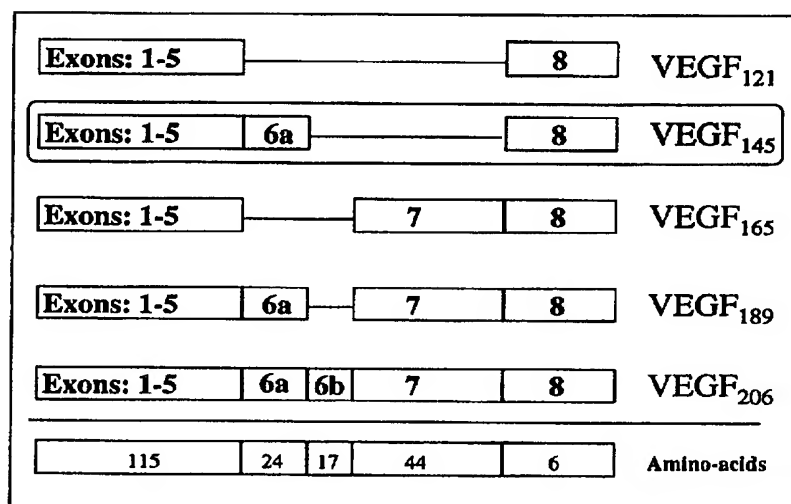 Exons: 1-5 8 VEGF121
Exons: 1-5 6a 8 VEGF145
Exons: 1-5 7 8 VEGF165
Exons: 1-5 6a 7 8 VEGF189
Exons: 1-5 6a 6b 7 8 VEGF206
115 24 17 44 6 Amino-acids